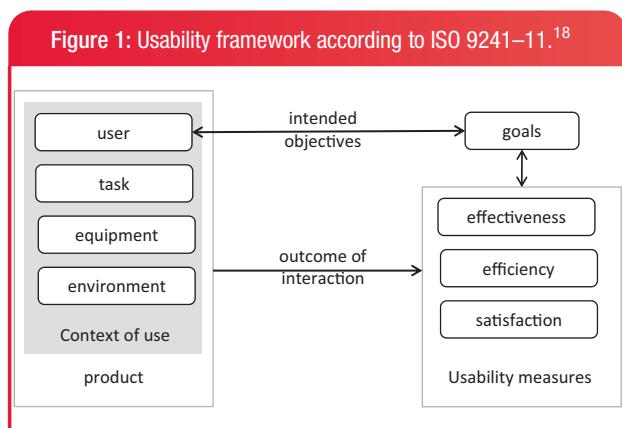 Figure 1: Usability framework according to ISO 9241–11.18
user
task
equipment
environment
Context of use
product
intended
objectives
outcome of
interaction
goals
effectiveness
efficiency
satisfaction
Usability measures